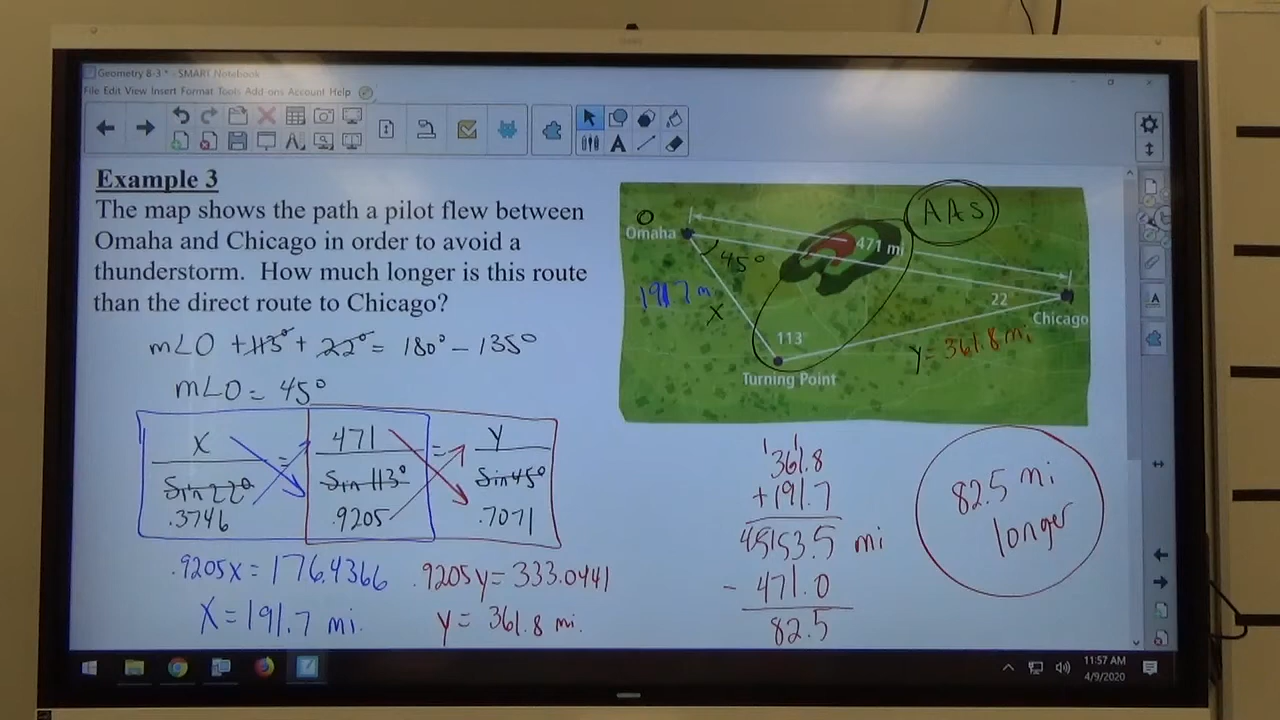 Geometry 8-3 * - SMART Notebook
File Edit View Insert Format Tools Add-ons Account Help
Example 3
The map shows the path a pilot flew between
Omaha and Chicago in order to avoid a
thunderstorm. How much longer is this route
than the direct route to Chicago?
m∠O + 113° + 22° = 180° - 135°
m∠O = 45°
X = 471 = Y
Sin 22° Sin 113° Sin 45°
.3746 .9205 .7071
.9205x = 176.4366 .9205y = 333.0441
X = 191.7 mi. y = 361.8 mi.
O
Omaha
AAS
471 mi
45°
191.7 m
X
22
Chicago
113°
y = 361.8 mi
Turning Point
1 1
361.8
+191.7
553.5 mi
- 471.0
82.5
82.5 mi
longer
11:57 AM
4/9/2020